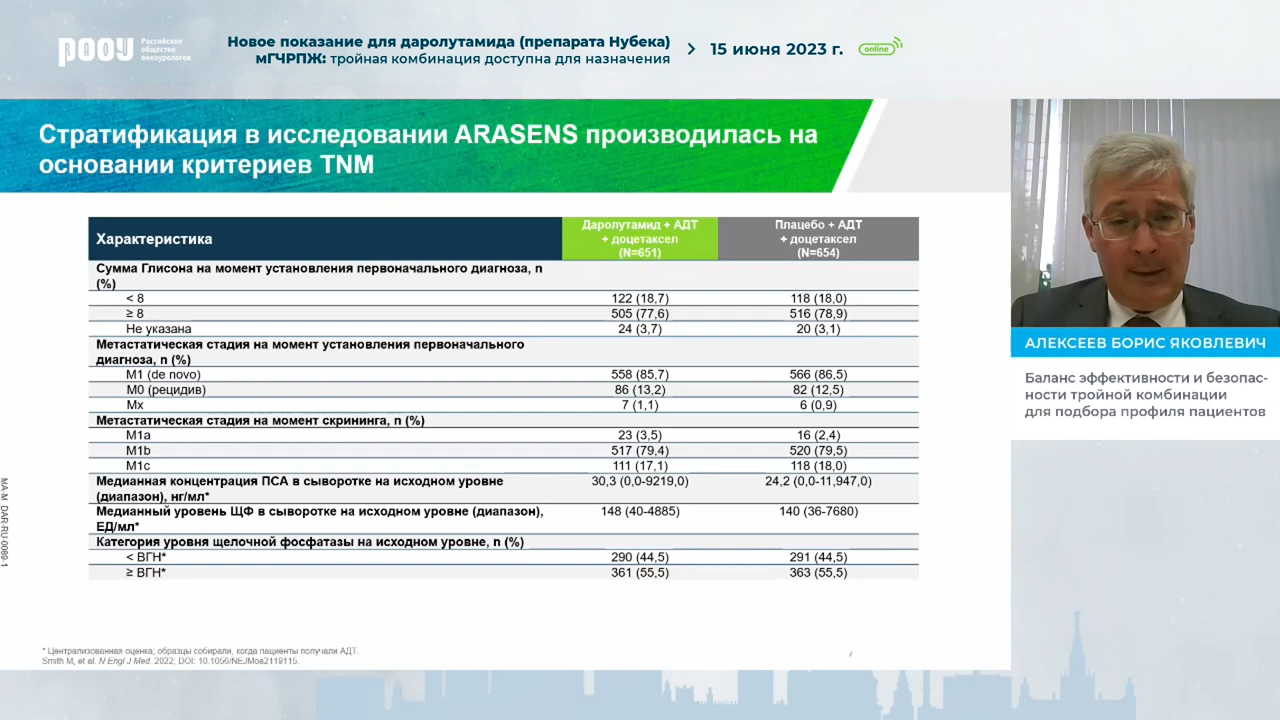 РООУ
Российское
общество
онкоурологов
Новое показание для даролутамида (препарата Нубека)
мГЧРПЖ: тройная комбинация доступна для назначения
15 июня 2023 г.
online
Стратификация в исследовании ARASENS производилась на
основании критериев TNM
Характеристика
Даролутамид + АДТ
+ доцетаксел
(N=651)
Плацебо + АДТ
+ доцетаксел
(N=654)
Сумма Глисона на момент установления первоначального диагноза, n
(%)
< 8 122 (18,7) 118 (18,0)
≥ 8 505 (77,6) 516 (78,9)
Не указана 24 (3,7) 20 (3,1)
Метастатическая стадия на момент установления первоначального
диагноза, n (%)
M1 (de novo) 558 (85,7) 566 (86,5)
M0 (рецидив) 86 (13,2) 82 (12,5)
Mx 7 (1,1) 6 (0,9)
Метастатическая стадия на момент скрининга, n (%)
M1a 23 (3,5) 16 (2,4)
M1b 517 (79,4) 520 (79,5)
M1c 111 (17,1) 118 (18,0)
Медианная концентрация ПСА в сыворотке на исходном уровне 30,3 (0,0-9219,0) 24,2 (0,0-11,947,0)
(диапазон), нг/мл*
Медианный уровень ЩФ в сыворотке на исходном уровне (диапазон), 148 (40-4885) 140 (36-7680)
ЕД/мл*
Категория уровня щелочной фосфатазы на исходном уровне, n (%)
< ВГН* 290 (44,5) 291 (44,5)
≥ ВГН* 361 (55,5) 363 (55,5)
* Централизованная оценка; образцы собирали, когда пациенты получали АДТ.
Smith M, et al. N Engl J Med. 2022; DOI: 10.1056/NEJMoa2119115.
7
MA-M_DAR-RU-0089-1
АЛЕКСЕЕВ БОРИС ЯКОВЛЕВИЧ
Баланс эффективности и безопас-
ности тройной комбинации
для подбора профиля пациентов